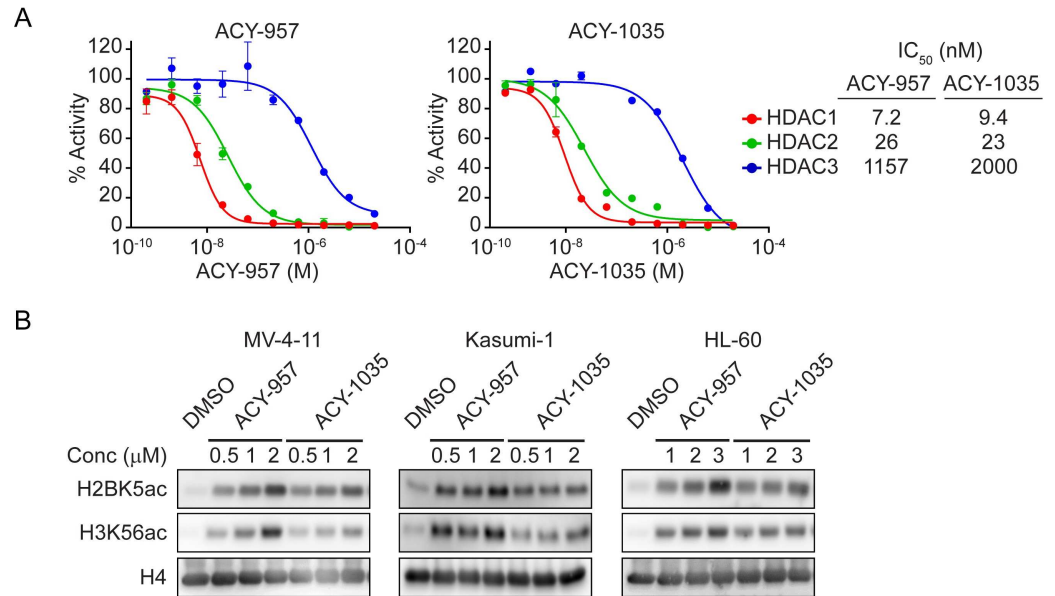 A
ACY-957
120
100
80
60
40
20
0
% Activity
10⁻¹⁰ 10⁻⁸ 10⁻⁶ 10⁻⁴
ACY-957 (M)
ACY-1035
120
100
80
60
40
20
0
% Activity
10⁻¹⁰ 10⁻⁸ 10⁻⁶ 10⁻⁴
ACY-1035 (M)
IC₅₀ (nM)
ACY-957 ACY-1035
HDAC1 7.2 9.4
HDAC2 26 23
HDAC3 1157 2000
B
MV-4-11 Kasumi-1 HL-60
DMSO ACY-957 ACY-1035 DMSO ACY-957 ACY-1035 DMSO ACY-957 ACY-1035
Conc (μM) 0.5 1 2 0.5 1 2 0.5 1 2 0.5 1 2 1 2 3 1 2 3
H2BK5ac
H3K56ac
H4